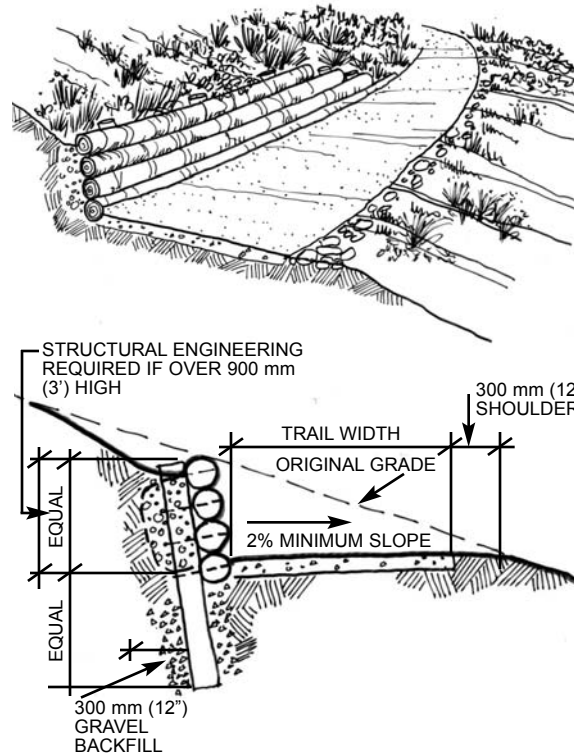 STRUCTURAL ENGINEERING
REQUIRED IF OVER 900 mm
(3') HIGH
300 mm (12
SHOULDER
TRAIL WIDTH
ORIGINAL GRADE
EQUAL
2% MINIMUM SLOPE
EQUAL
300 mm (12")
GRAVEL
BACKFILL